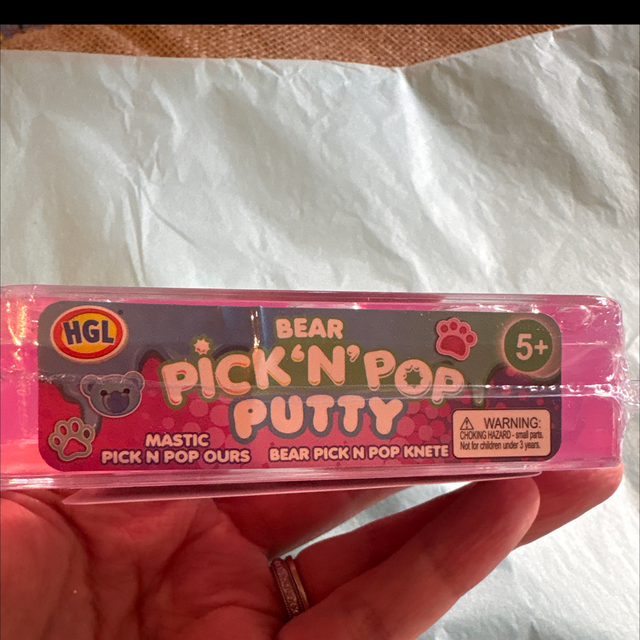 HGL
BEAR
PICK 'N' POP
PUTTY
5+
MASTIC
PICK N POP OURS
BEAR PICK N POP KNETE
WARNING:
CHOKING HAZARD - small parts.
Not for children under 3 years.